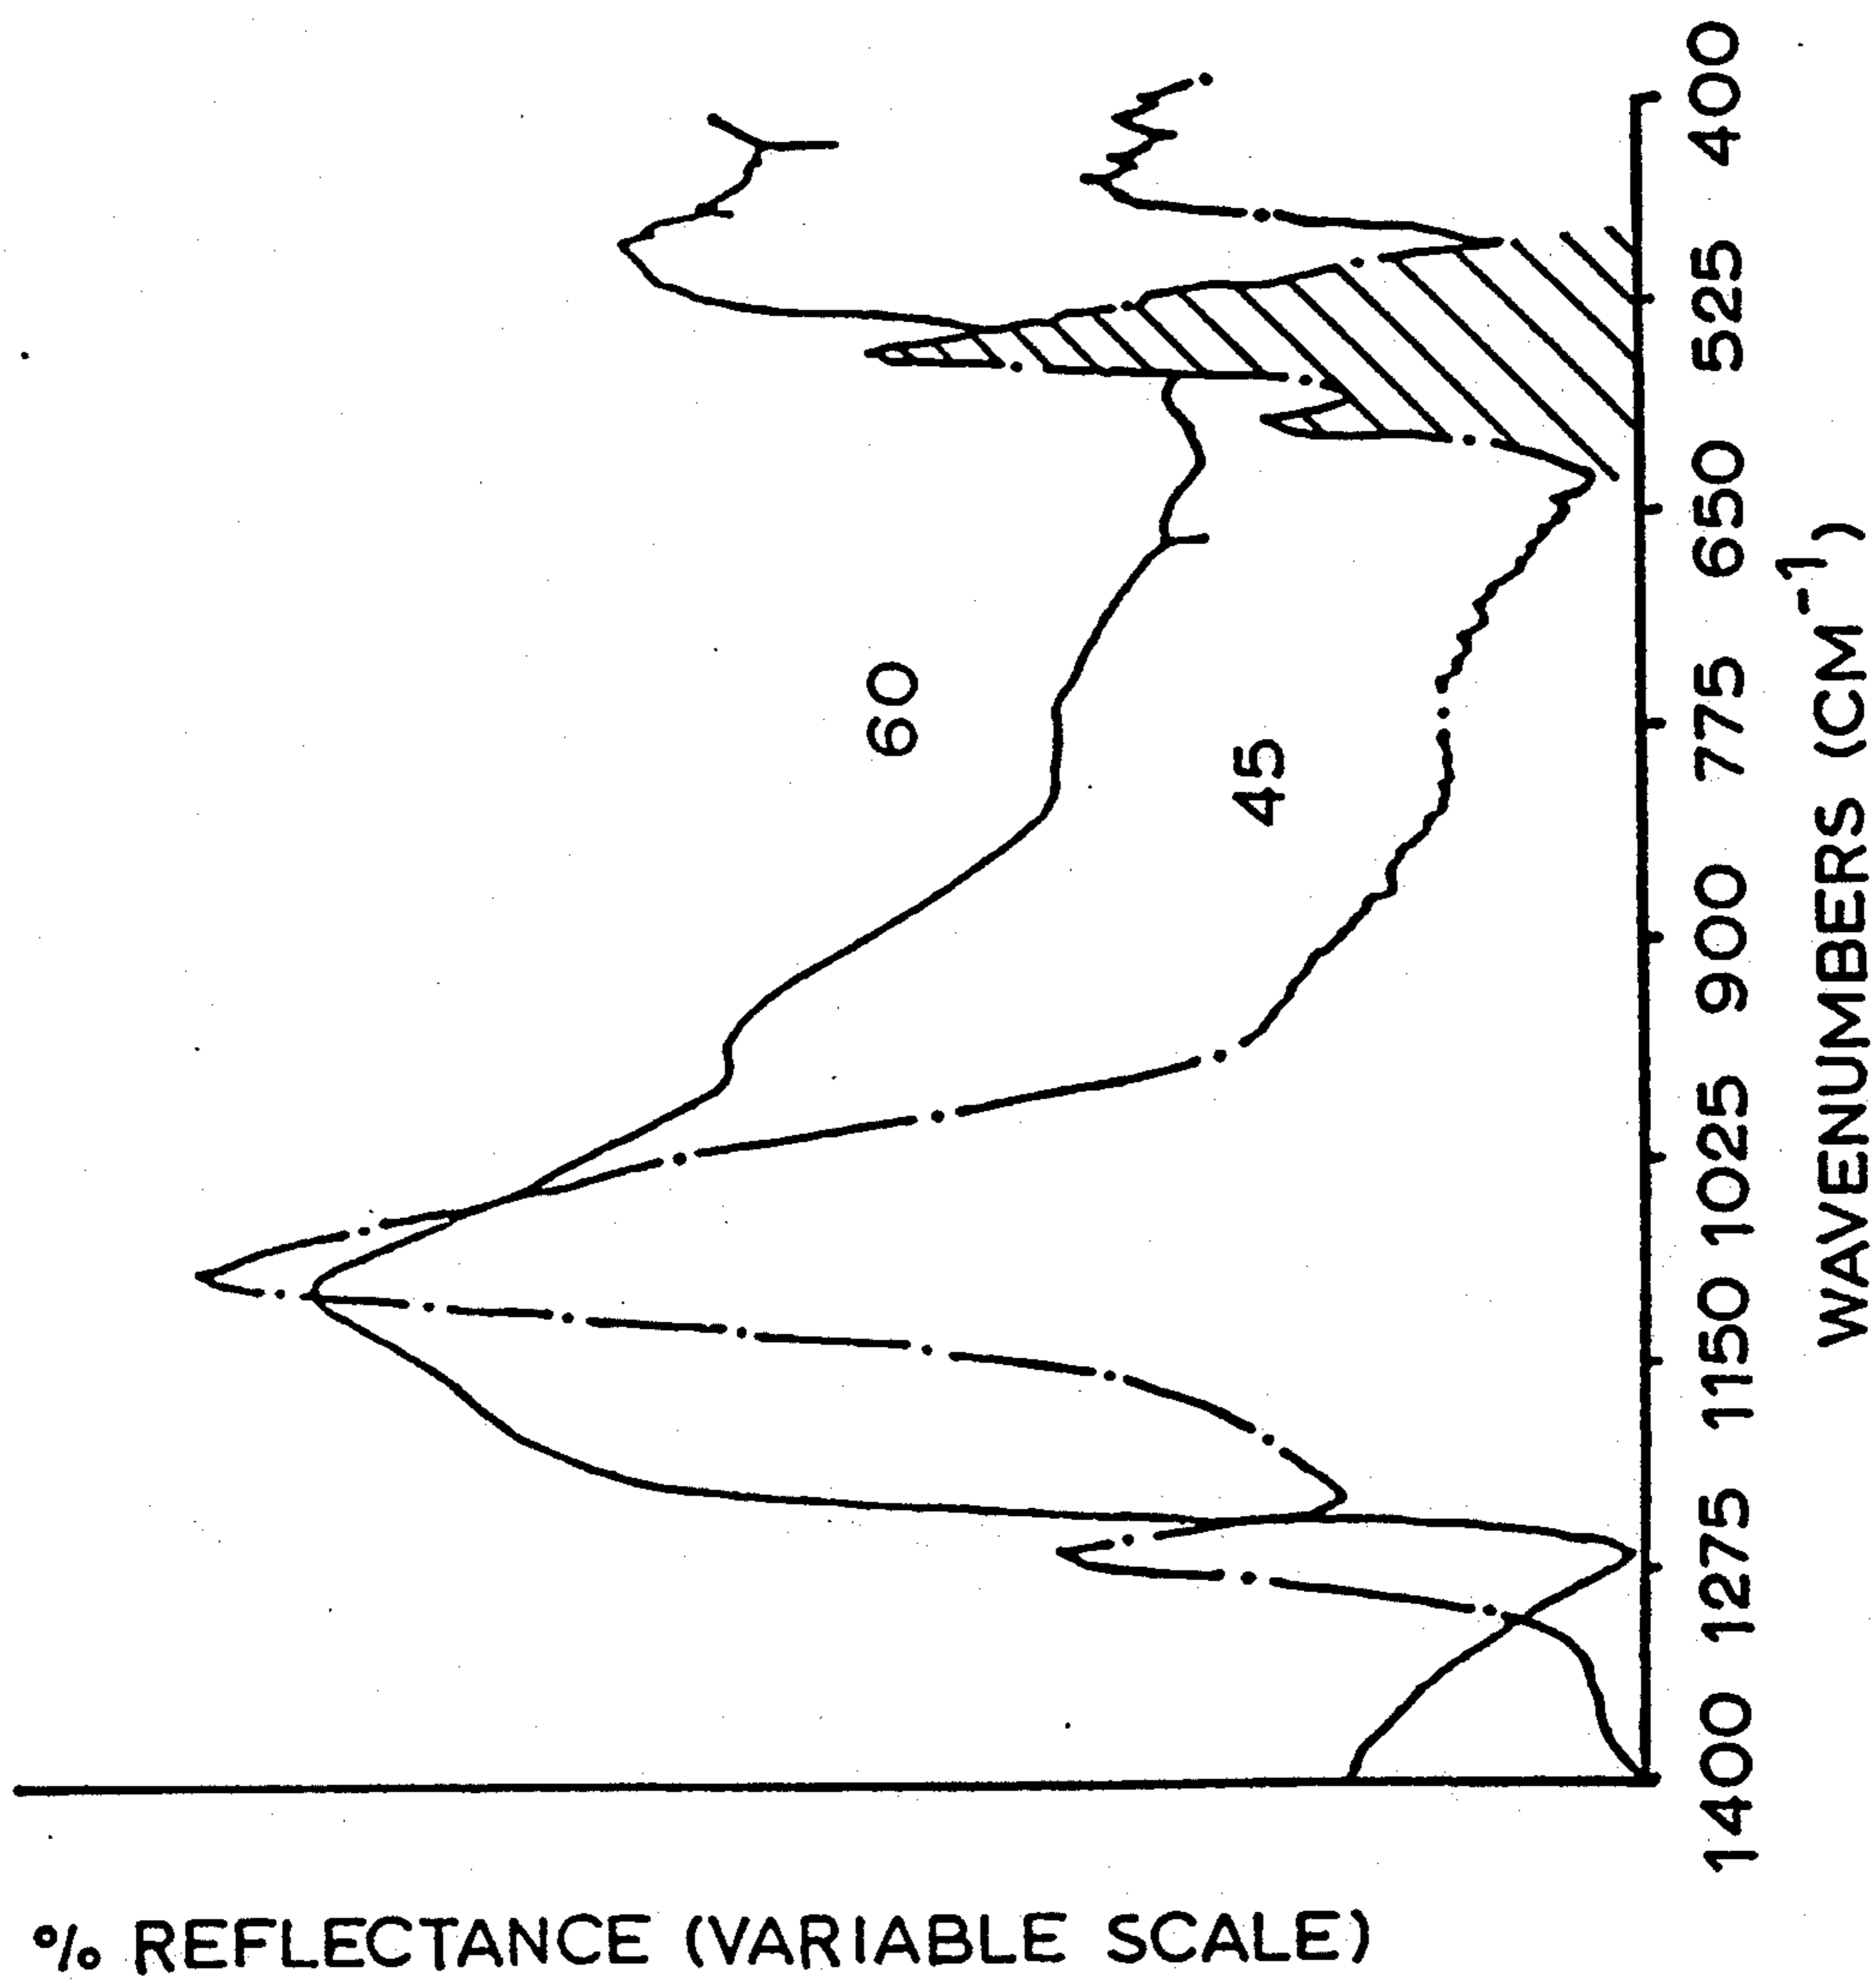 % REFLECTANCE (VARIABLE SCALE)
60
45
1400 1275 1150 1025 900 775 650 525 400
WAVENUMBERS (CM⁻¹)